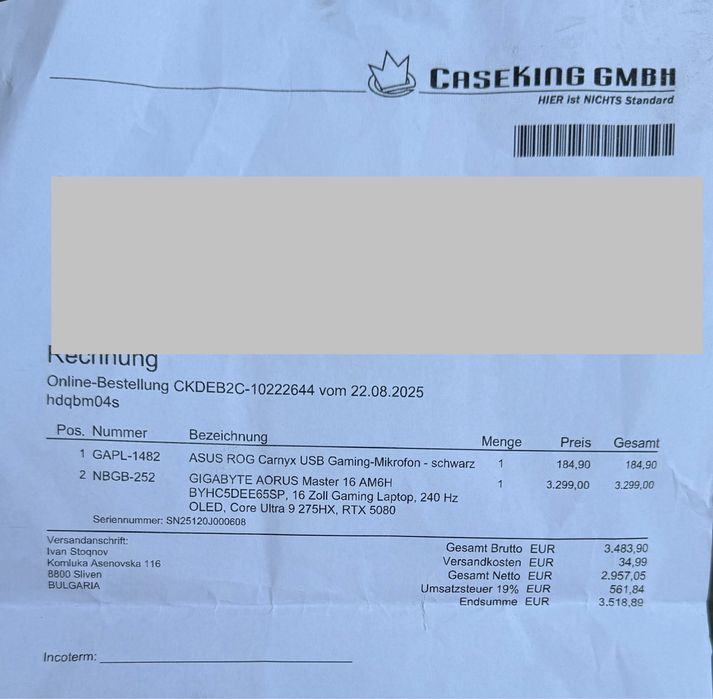 CASEKING GMBH
HIER ist NICHTS Standard
Rechnung
Online-Bestellung CKDEB2C-10222644 vom 22.08.2025
hdqbm04s
Pos. Nummer Bezeichnung Menge Preis Gesamt
1 GAPL-1482 ASUS ROG Carnyx USB Gaming-Mikrofon - schwarz 1 184,90 184,90
2 NBGB-252 GIGABYTE AORUS Master 16 AM6H 1 3.299,00 3.299,00
BYHC5DEE65SP, 16 Zoll Gaming Laptop, 240 Hz
OLED, Core Ultra 9 275HX, RTX 5080
Seriennummer: SN25120J000608
Versandanschrift:
Ivan Stoqnov
Komluka Asenovska 116
8800 Sliven
BULGARIA
Gesamt Brutto EUR 3.483,90
Versandkosten EUR 34,99
Gesamt Netto EUR 2.957,05
Umsatzsteuer 19% EUR 561,84
Endsumme EUR 3.518,89
Incoterm: